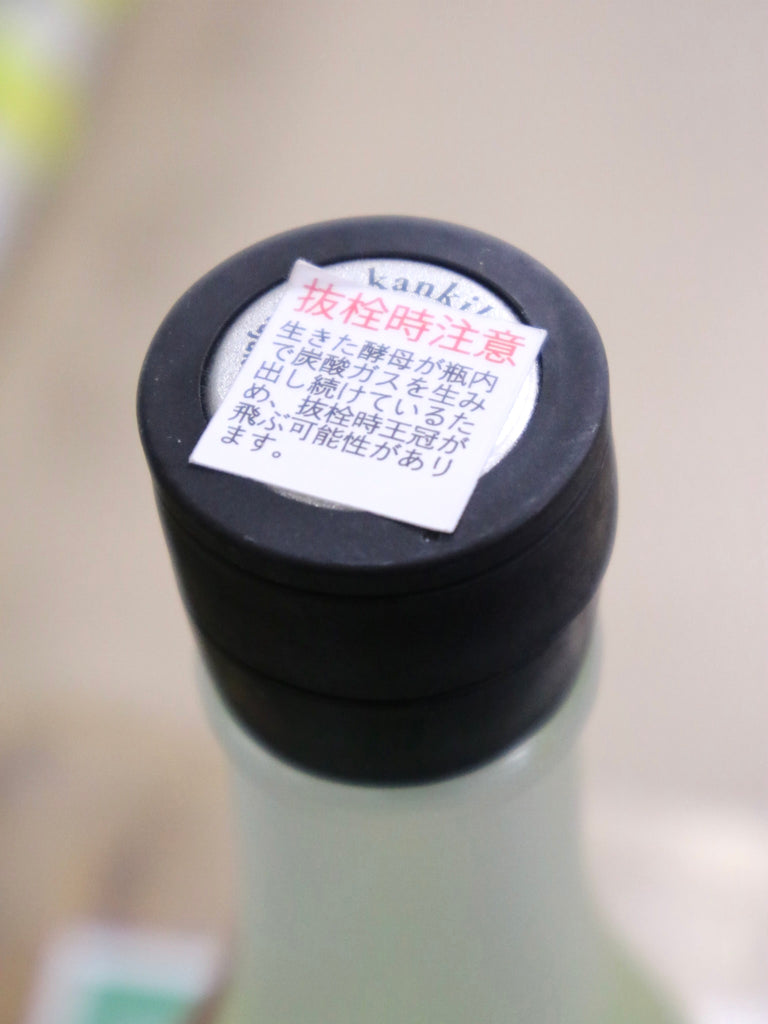 抜栓時注意
生きた酵母が瓶内
で炭酸ガスを生み
出し続けているた
め、抜栓時王冠が
飛ぶ可能性があり
ます。